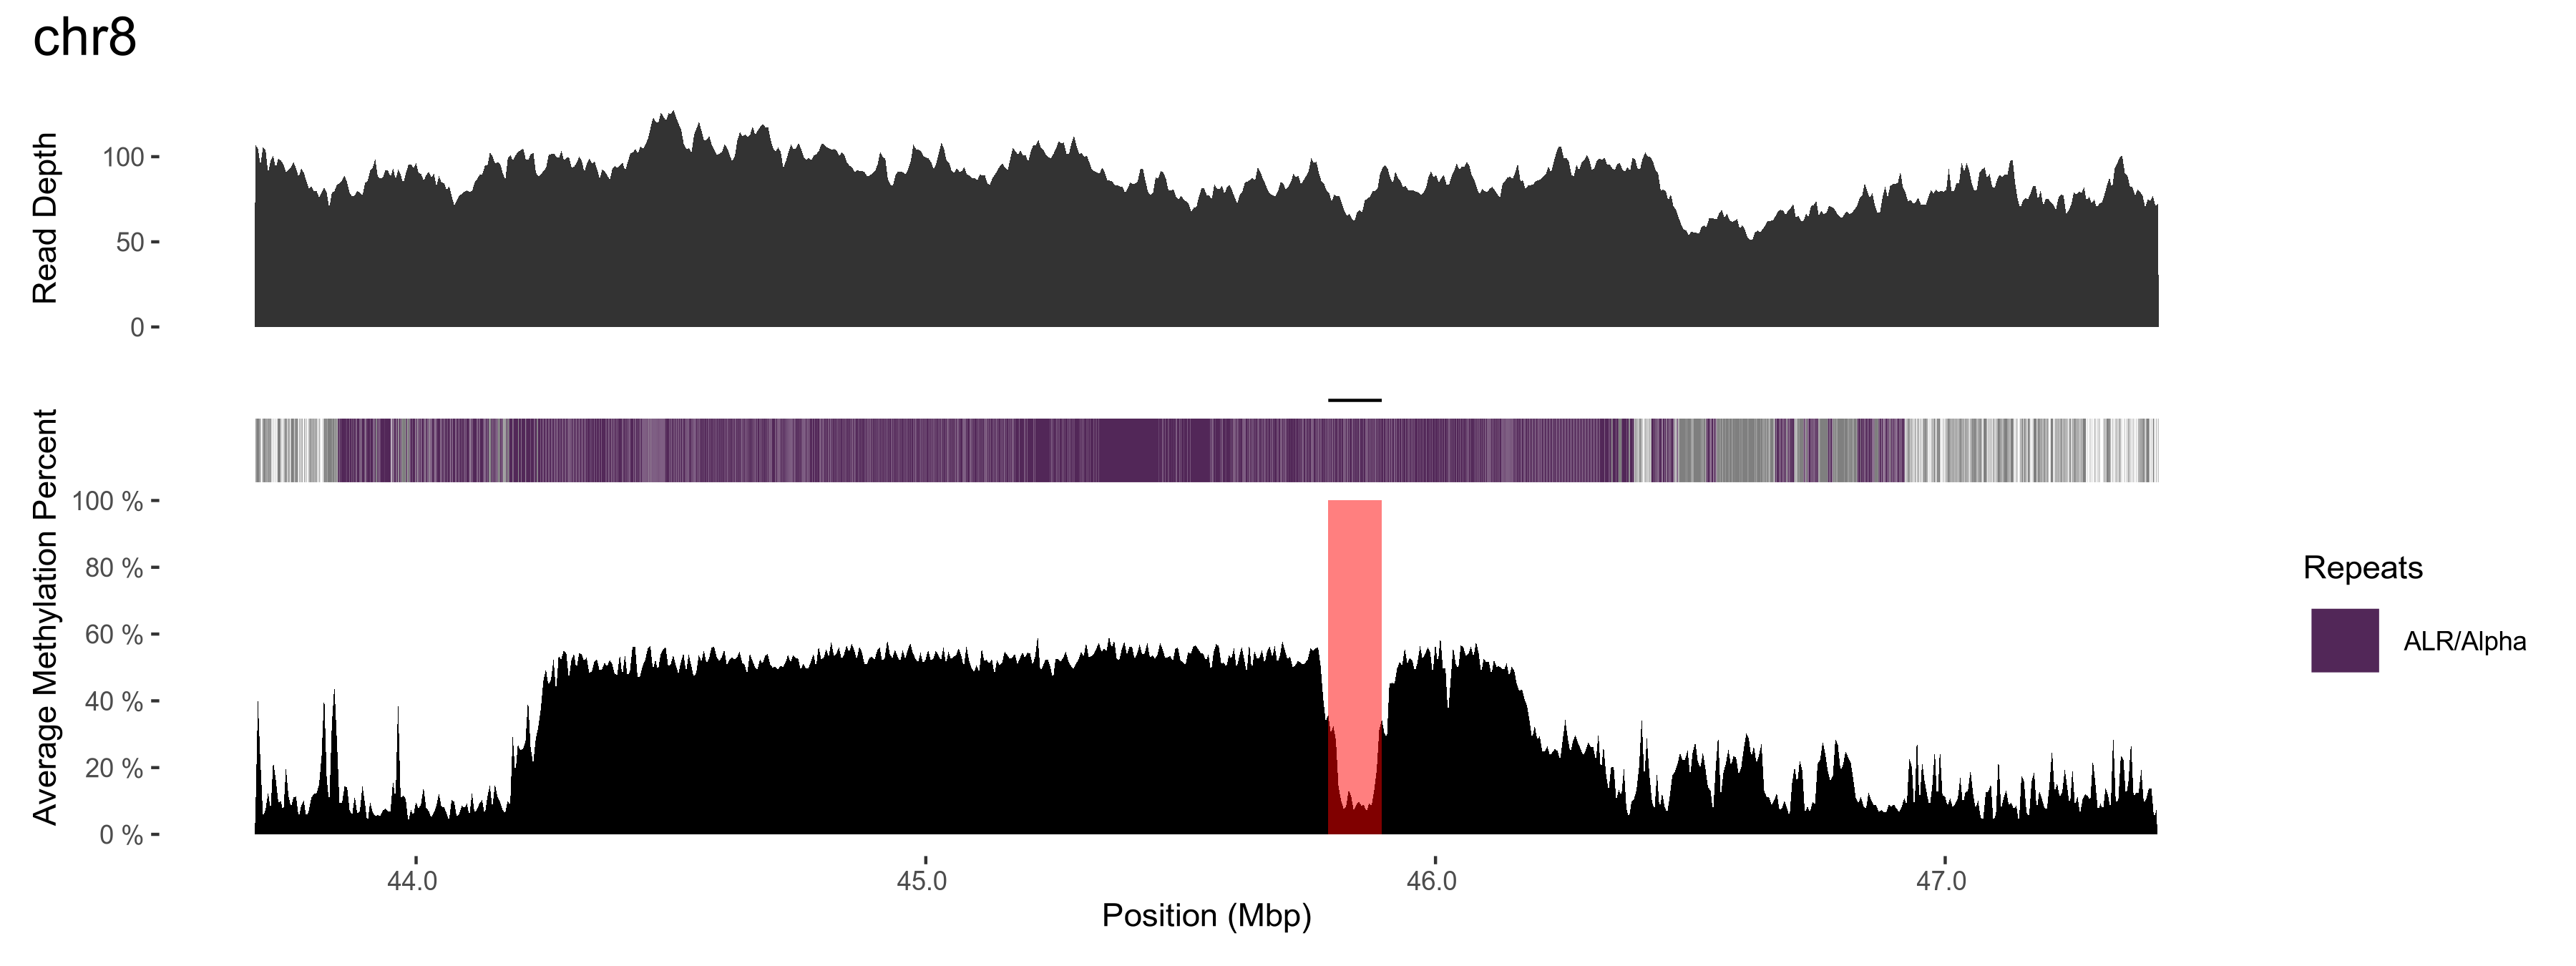 chr8
Read Depth
100
50
0
Average Methylation Percent
100 %
80 %
60 %
40 %
20 %
0 %
44.0 45.0 46.0 47.0
Position (Mbp)
Repeats
ALR/Alpha